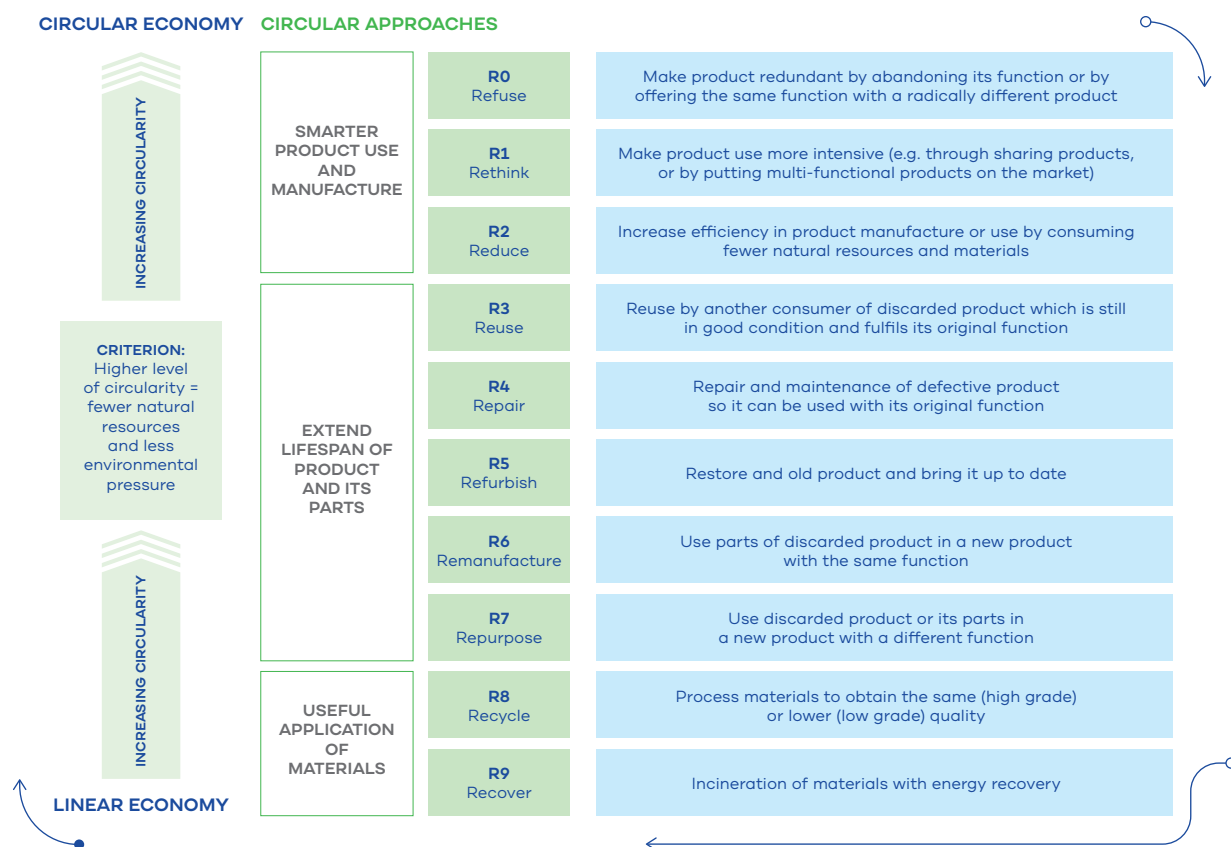 CIRCULAR ECONOMY
CIRCULAR APPROACHES
INCREASING CIRCULARITY
CRITERION:
Higher level
of circularity =
fewer natural
resources
and less
environmental
pressure
INCREASING CIRCULARITY
LINEAR ECONOMY
SMARTER
PRODUCT USE
AND
MANUFACTURE
R0
Refuse
Make product redundant by abandoning its function or by
offering the same function with a radically different product
R1
Rethink
Make product use more intensive (e.g. through sharing products,
or by putting multi-functional products on the market)
R2
Reduce
Increase efficiency in product manufacture or use by consuming
fewer natural resources and materials
EXTEND
LIFESPAN OF
PRODUCT
AND ITS
PARTS
R3
Reuse
Reuse by another consumer of discarded product which is still
in good condition and fulfils its original function
R4
Repair
Repair and maintenance of defective product
so it can be used with its original function
R5
Refurbish
Restore and old product and bring it up to date
R6
Remanufacture
Use parts of discarded product in a new product
with the same function
R7
Repurpose
Use discarded product or its parts in
a new product with a different function
USEFUL
APPLICATION
OF
MATERIALS
R8
Recycle
Process materials to obtain the same (high grade)
or lower (low grade) quality
R9
Recover
Incineration of materials with energy recovery